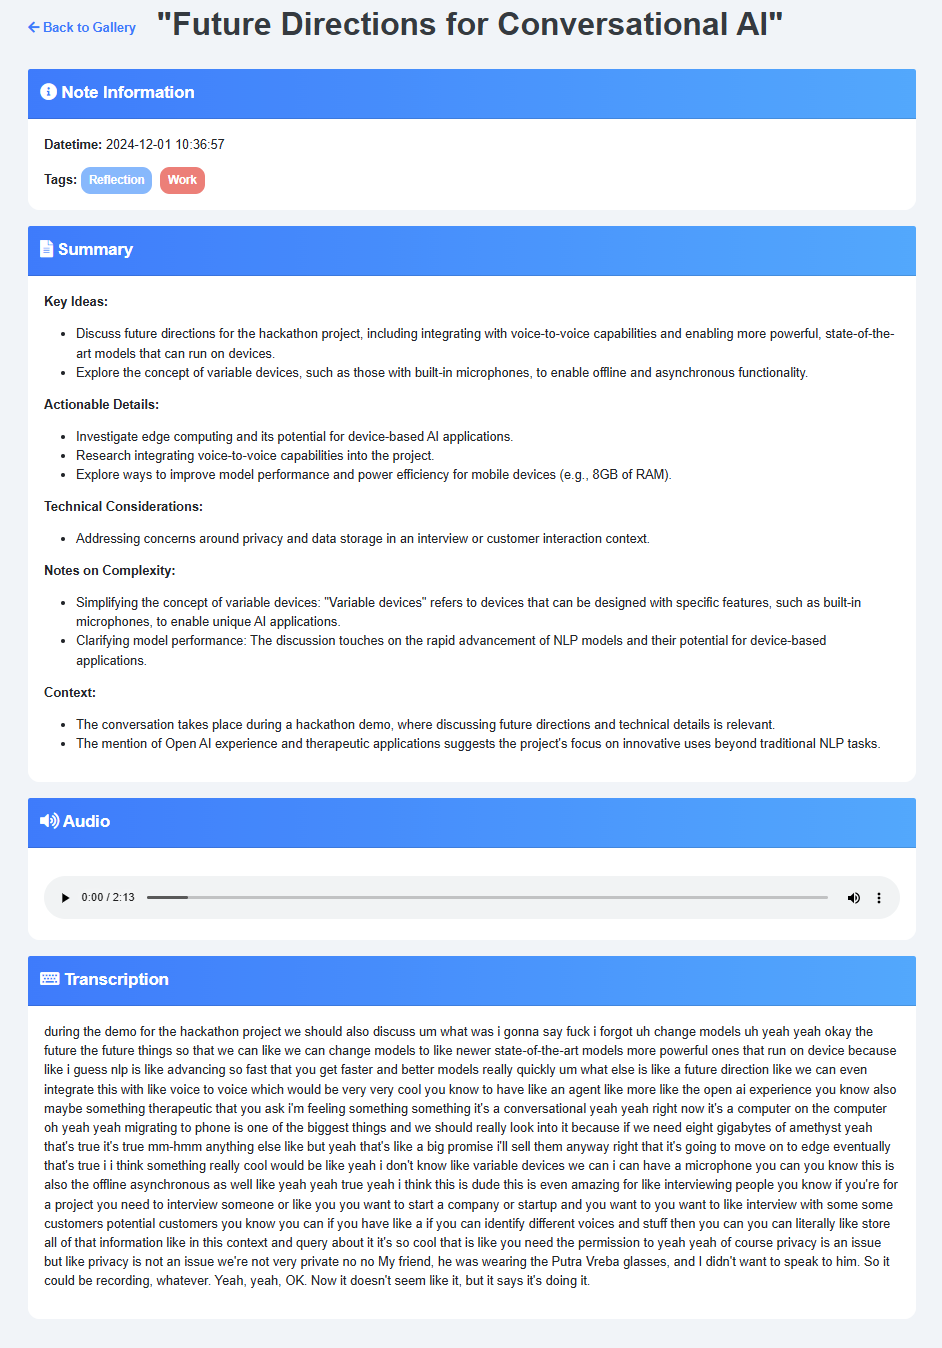 Back to Gallery "Future Directions for Conversational AI"
Note Information
Datetime: 2024-12-01 10:36:57
Tags: Reflection Work
Summary
Key Ideas:
• Discuss future directions for the hackathon project, including integrating with voice-to-voice capabilities and enabling more powerful, state-of-the-
art models that can run on devices.
• Explore the concept of variable devices, such as those with built-in microphones, to enable offline and asynchronous functionality.
Actionable Details:
• Investigate edge computing and its potential for device-based AI applications.
• Research integrating voice-to-voice capabilities into the project.
• Explore ways to improve model performance and power efficiency for mobile devices (e.g., 8GB of RAM).
Technical Considerations:
• Addressing concerns around privacy and data storage in an interview or customer interaction context.
Notes on Complexity:
• Simplifying the concept of variable devices: "Variable devices" refers to devices that can be designed with specific features, such as built-in
microphones, to enable unique AI applications.
• Clarifying model performance: The discussion touches on the rapid advancement of NLP models and their potential for device-based
applications.
Context:
• The conversation takes place during a hackathon demo, where discussing future directions and technical details is relevant.
• The mention of Open AI experience and therapeutic applications suggests the project's focus on innovative uses beyond traditional NLP tasks.
Audio
0:00 / 2:13
Transcription
during the demo for the hackathon project we should also discuss um what was i gonna say fuck i forgot uh change models uh yeah yeah okay the
future the future things so that we can like we can change models to like newer state-of-the-art models more powerful ones that run on device because
like i guess nlp is like advancing so fast that you get faster and better models really quickly um what else is like a future direction like we can even
integrate this with like voice to voice which would be very very cool you know to have like an agent like more like the open ai experience you know also
maybe something therapeutic that you ask i'm feeling something something it's a conversational yeah yeah right now it's a computer on the computer
oh yeah yeah migrating to phone is one of the biggest things and we should really look into it because if we need eight gigabytes of amethyst yeah
that's true it's true mm-hmm anything else like but yeah that's like a big promise i'll sell them anyway right that it's going to move on to edge eventually
that's true i i think something really cool would be like yeah i don't know like variable devices we can i can have a microphone you can you know this is
also the offline asynchronous as well like yeah yeah true yeah i think this is dude this is even amazing for like interviewing people you know if you're for
a project you need to interview someone or like you you want to start a company or startup and you want to you want to like interview with some some
customers potential customers you know you can if you have like a if you can identify different voices and stuff then you can you can literally like store
all of that information like in this context and query about it it's so cool that is like you need the permission to yeah yeah of course privacy is an issue
but like privacy is not an issue we're not very private no no My friend, he was wearing the Putra Vreba glasses, and I didn't want to speak to him. So it
could be recording, whatever. Yeah, yeah, OK. Now it doesn't seem like it, but it says it's doing it.